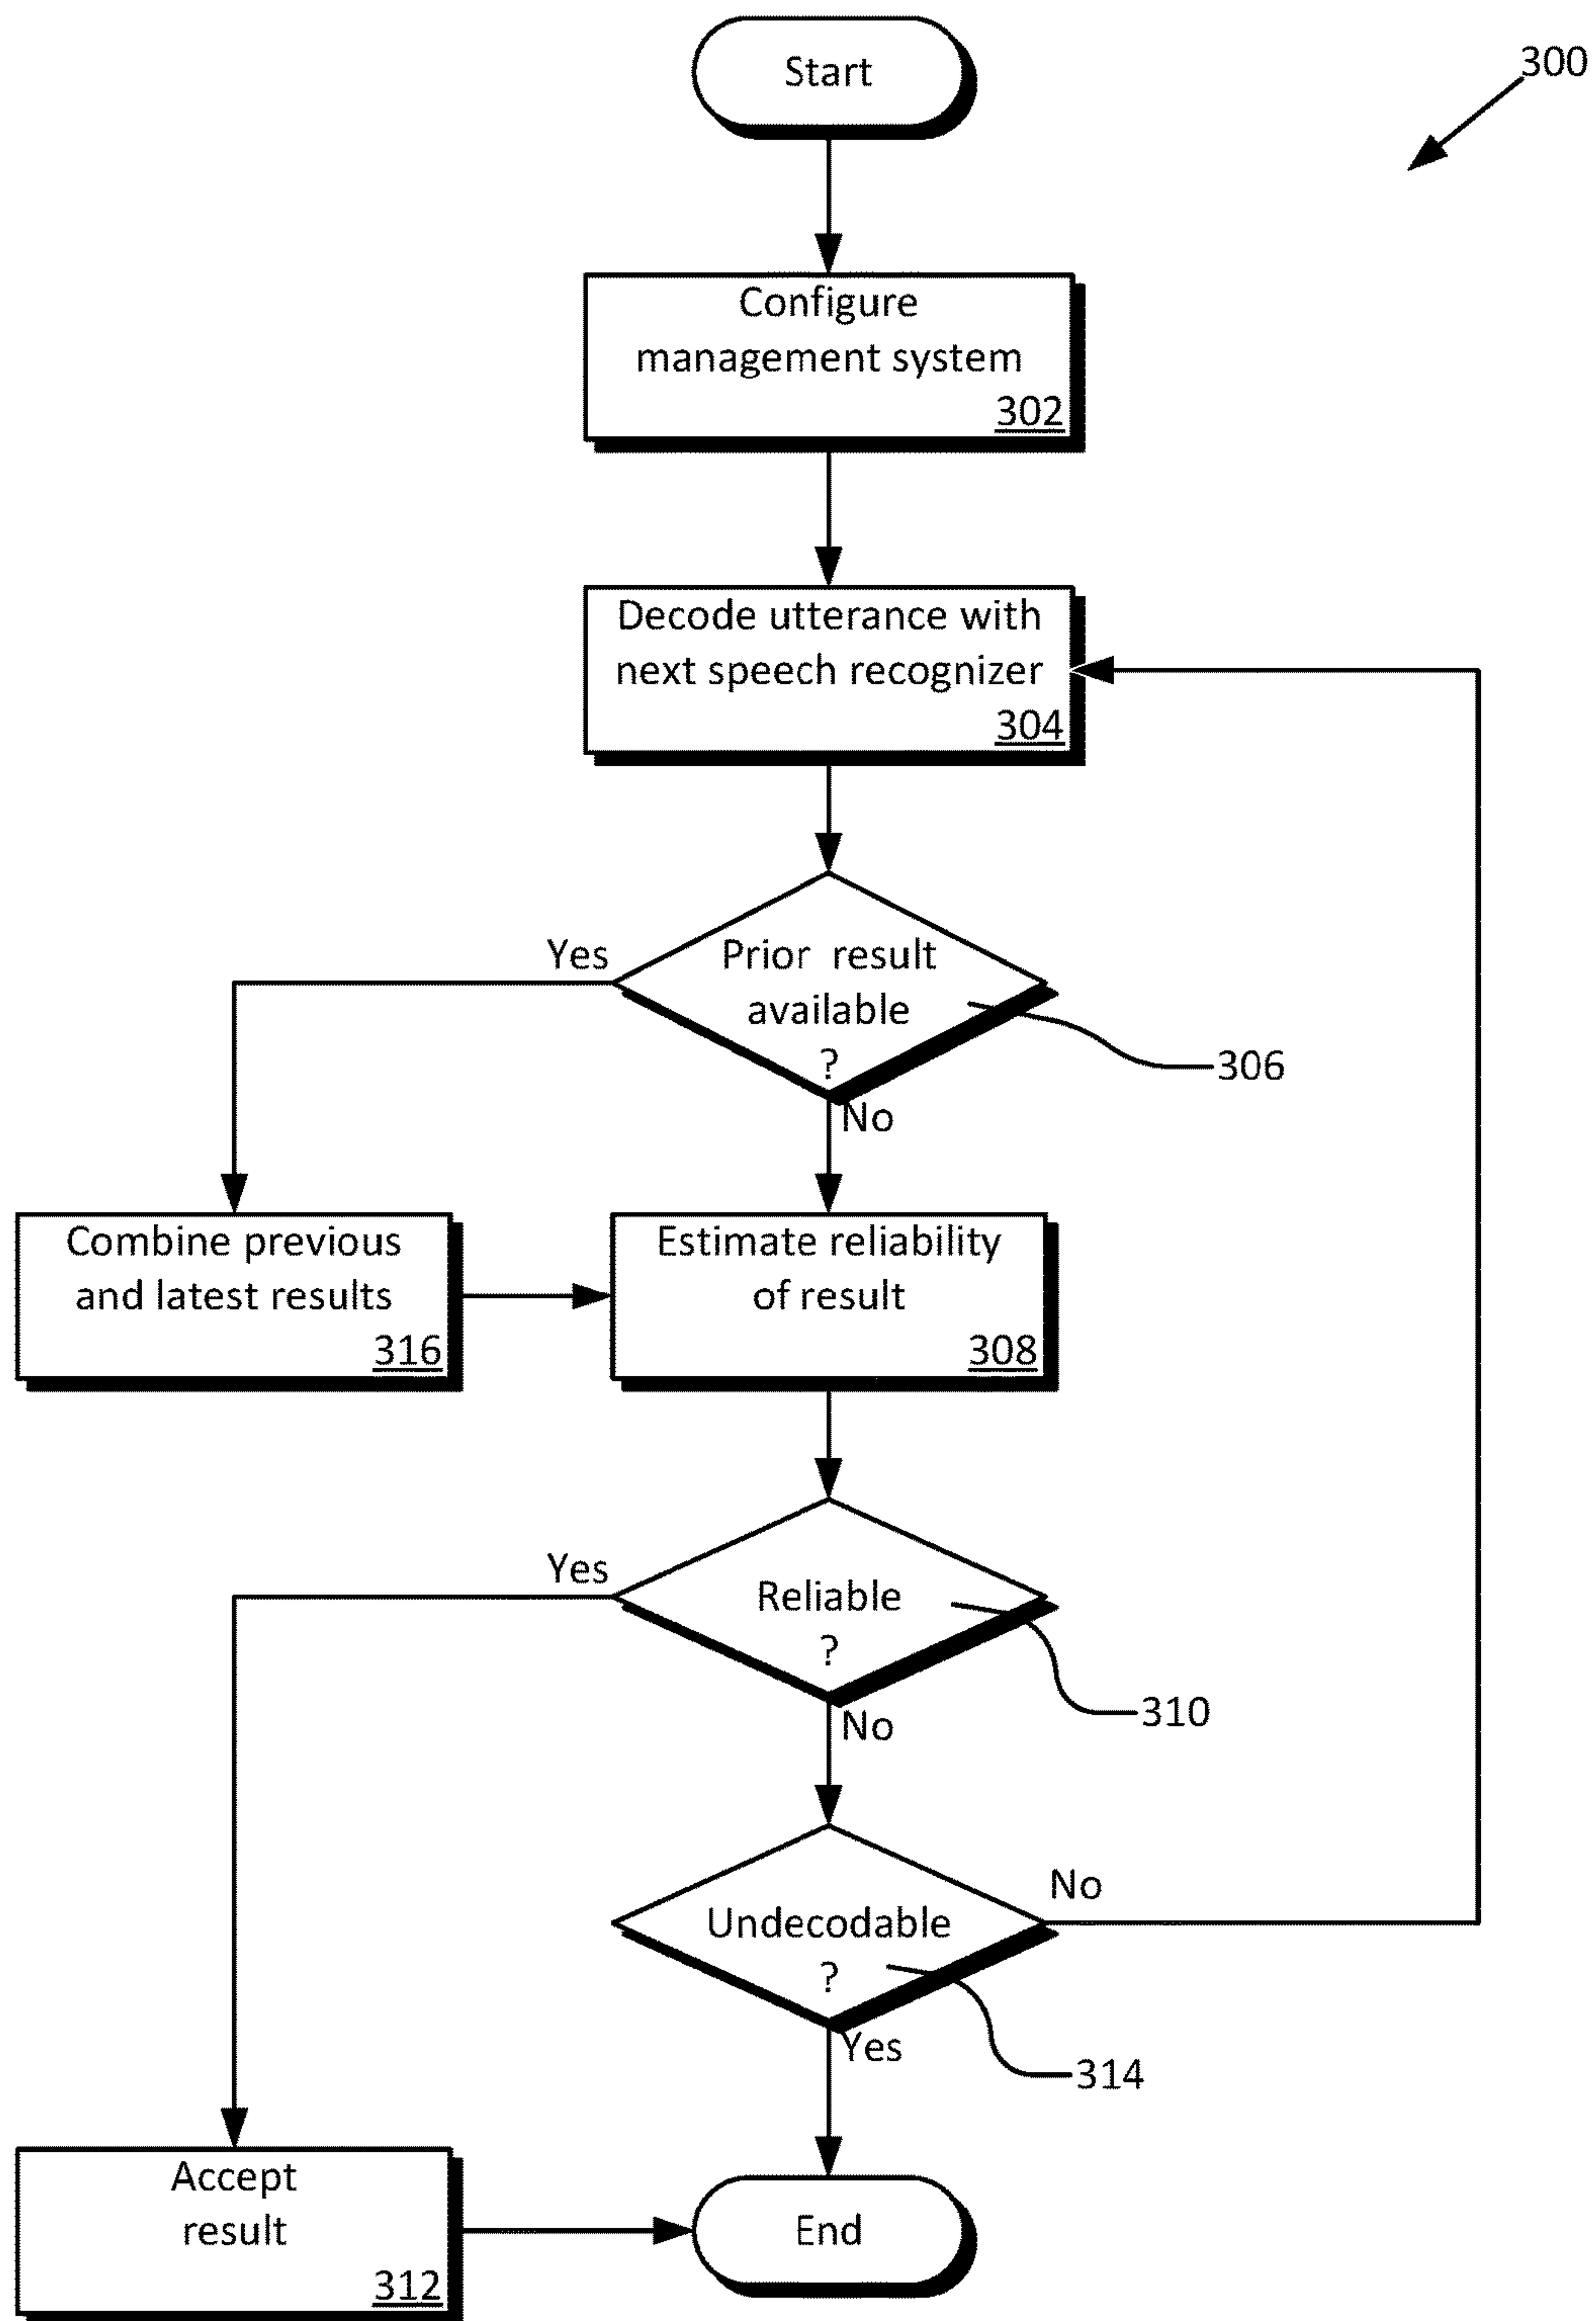 Start
300
Configure
management system
302
Decode utterance with
next speech recognizer
304
Yes
Prior result
available
?
306
No
Combine previous
and latest results
316
Estimate reliability
of result
308
Yes
Reliable
?
310
No
No
Undecodable
?
314
Yes
Accept
result
312
End